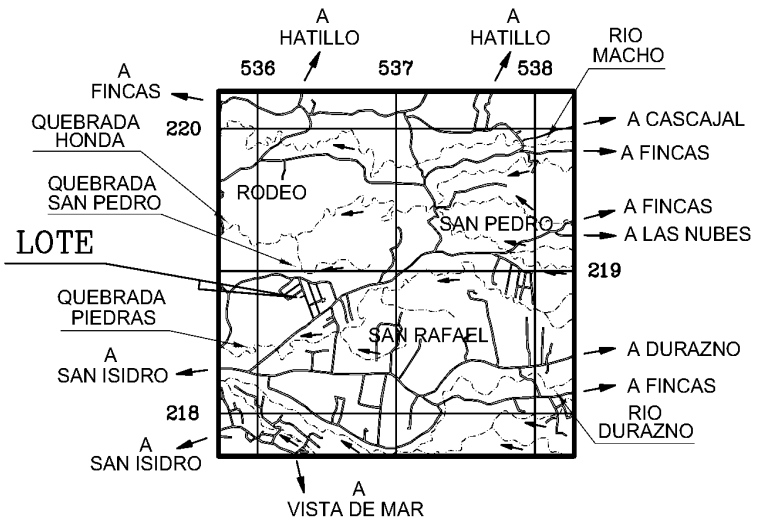 A
HATILLO
A
HATILLO
RIO
MACHO
536
537
538
A
FINCAS
220
A CASCAJAL
QUEBRADA
HONDA
A FINCAS
RODEO
QUEBRADA
SAN PEDRO
SAN PEDRO
A FINCAS
A LAS NUBES
LOTE
219
QUEBRADA
PIEDRAS
SAN RAFAEL
A
SAN ISIDRO
A DURAZNO
A FINCAS
218
RIO
DURAZNO
A
SAN ISIDRO
A
VISTA DE MAR